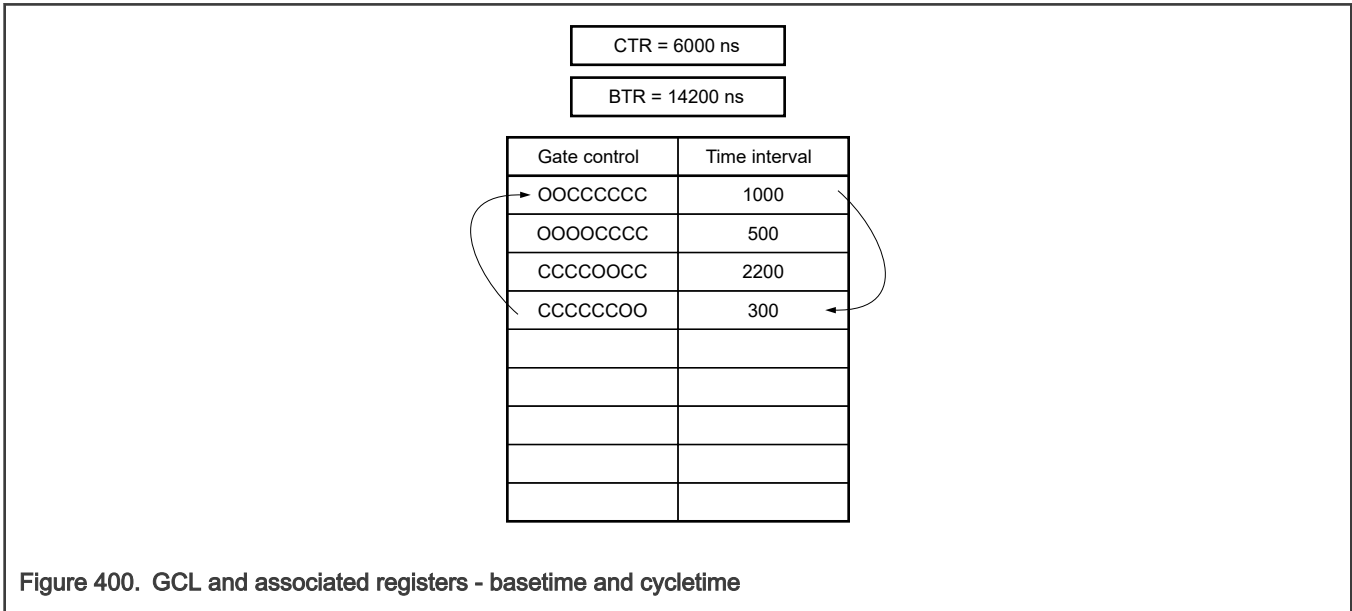 CTR = 6000 ns
BTR = 14200 ns
Gate control Time interval
OOCCCCCC 1000
OOOOCCCC 500
CCCCOOCC 2200
CCCCCCOO 300
Figure 400. GCL and associated registers - basetime and cycletime